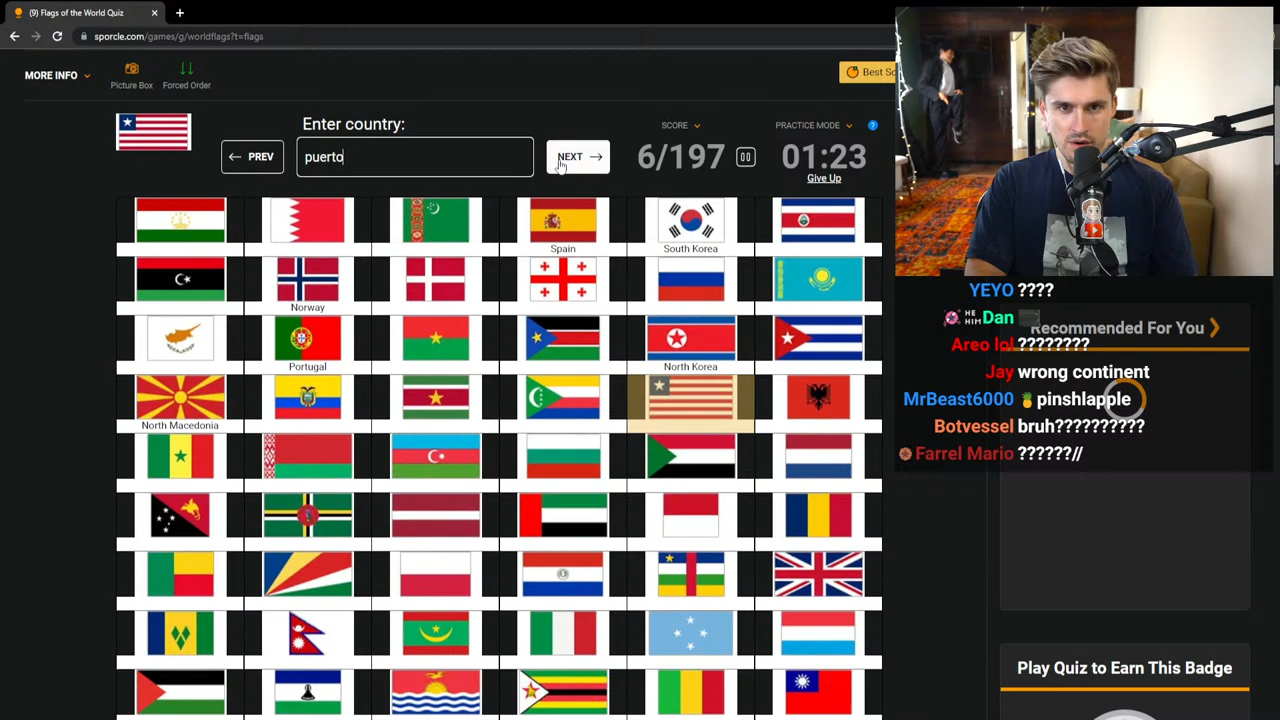 (9) Flags of the World Quiz
sporcle.com/games/g/worldflags?t=flags
MORE INFO
Picture Box
Forced Order
Best Sc
Enter country:
PREV
puerto
NEXT
SCORE
6/197
PRACTICE MODE
?
01:23
Give Up
Spain
South Korea
Norway
Portugal
North Korea
North Macedonia
YEYO ????
HE HIM Dan
Areo lol ????????
Jay wrong continent
MrBeast6000 🍍 pinshlapple
Botvessel bruh??????????
Farrel Mario ??????//
Recommended For You
Play Quiz to Earn This Badge